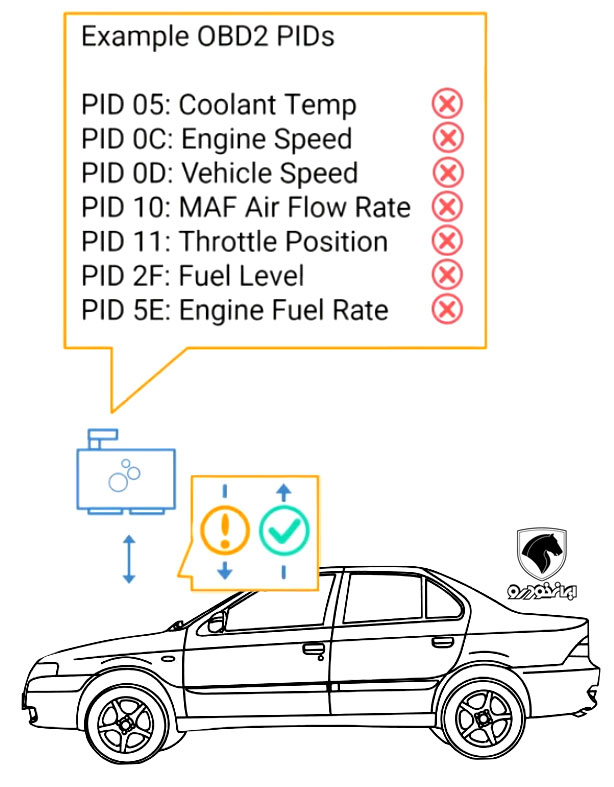 Example OBD2 PIDs
PID 05: Coolant Temp
PID 0C: Engine Speed
PID 0D: Vehicle Speed
PID 10: MAF Air Flow Rate
PID 11: Throttle Position
PID 2F: Fuel Level
PID 5E: Engine Fuel Rate
ایران‌خودرو